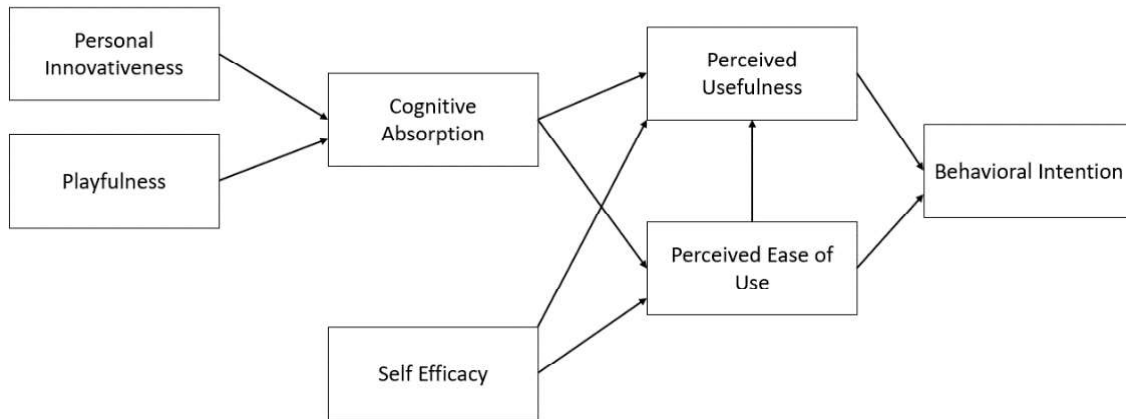 Personal
Innovativeness
Playfulness
Cognitive
Absorption
Self Efficacy
Perceived
Usefulness
Perceived Ease of
Use
Behavioral Intention